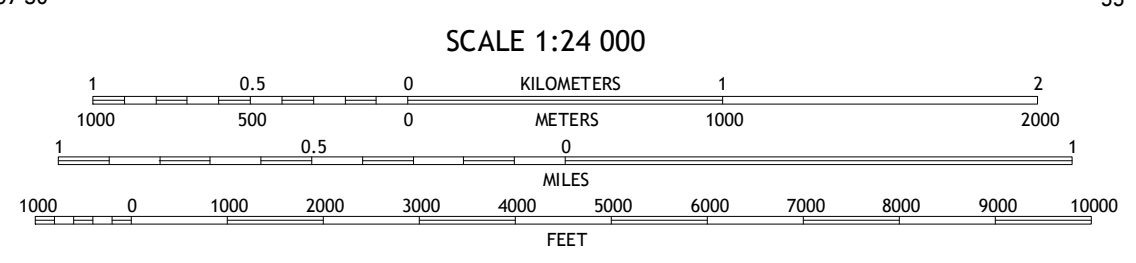 SCALE 1:24 000
1 0.5 0 KILOMETERS 1 2
1000 500 0 METERS 1000 2000
1 0.5 0 1
MILES
1000 0 1000 2000 3000 4000 5000 6000 7000 8000 9000 10000
FEET